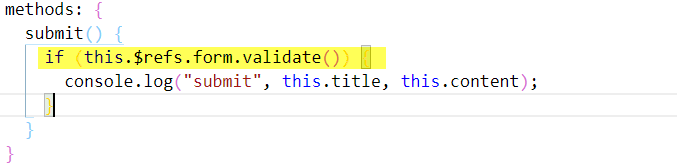 methods: {
submit() {
if (this.$refs.form.validate()) {
console.log("submit", this.title, this.content);
}
}
}